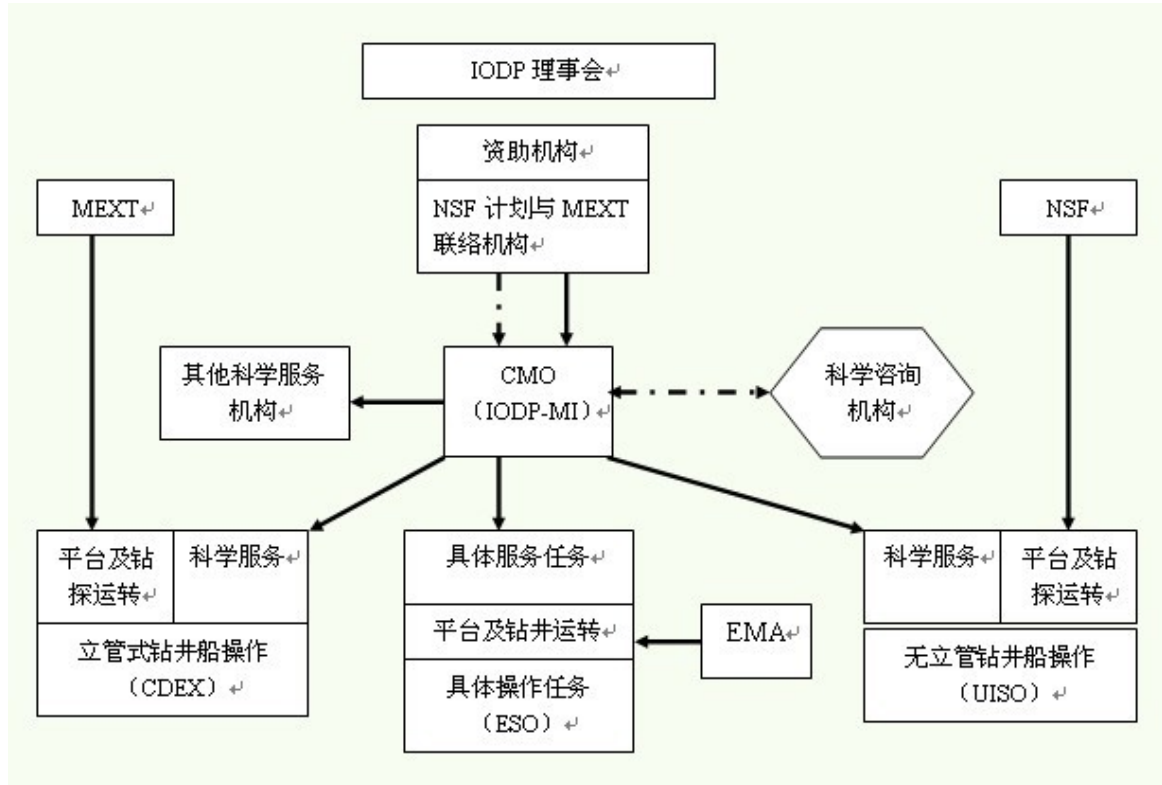 IODP 理事会↵
资助机构↵
MEXT↵
NSF 计划与 MEXT
联络机构↵
NSF↵
其他科学服务
机构↵
CMO
（IODP-MI）↵
科学咨询
机构↵
平台及钻
探运转↵
科学服务↵
立管式钻井船操作
（CDEX）↵
具体服务任务↵
平台及钻井运转↵
具体操作任务
（ESO）↵
EMA↵
科学服务↵
平台及钻
探运转↵
无立管钻井船操作
（UISO）↵